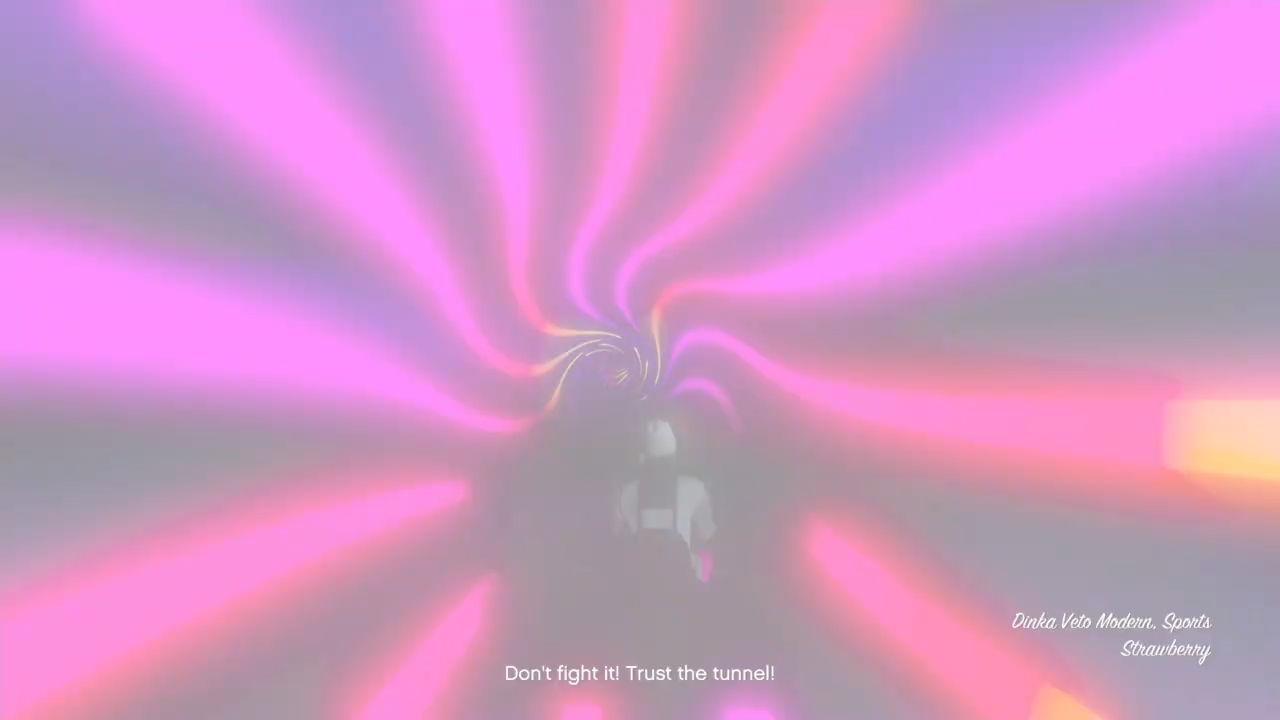 Dinka Veto Modern, Sports
Strawberry
Don't fight it! Trust the tunnel!